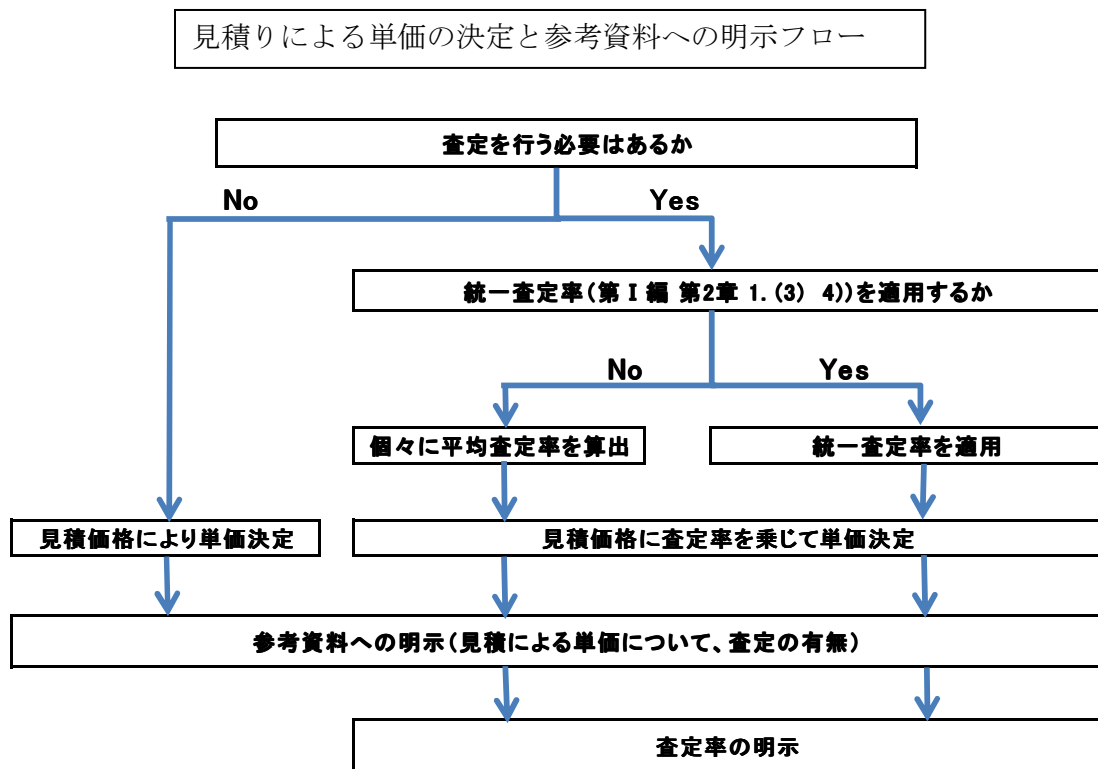 見積りによる単価の決定と参考資料への明示フロー
査定を行う必要はあるか
No
Yes
統一査定率(第Ⅰ編 第2章 1.(3) 4))を適用するか
No
Yes
個々に平均査定率を算出
統一査定率を適用
見積価格により単価決定
見積価格に査定率を乗じて単価決定
参考資料への明示(見積による単価について、査定の有無)
査定率の明示